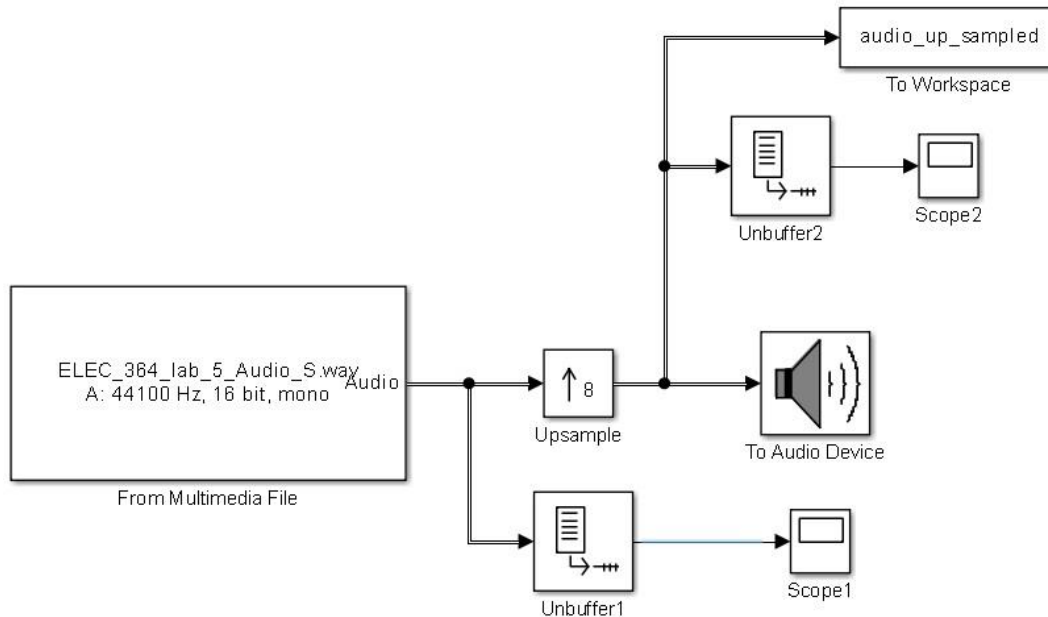 audio_up_sampled
To Workspace
Unbuffer2
Scope2
ELEC_364_lab_5_Audio_S.wav
Audio
A: 44100 Hz, 16 bit, mono
8
Upsample
To Audio Device
From Multimedia File
Unbuffer1
Scope1